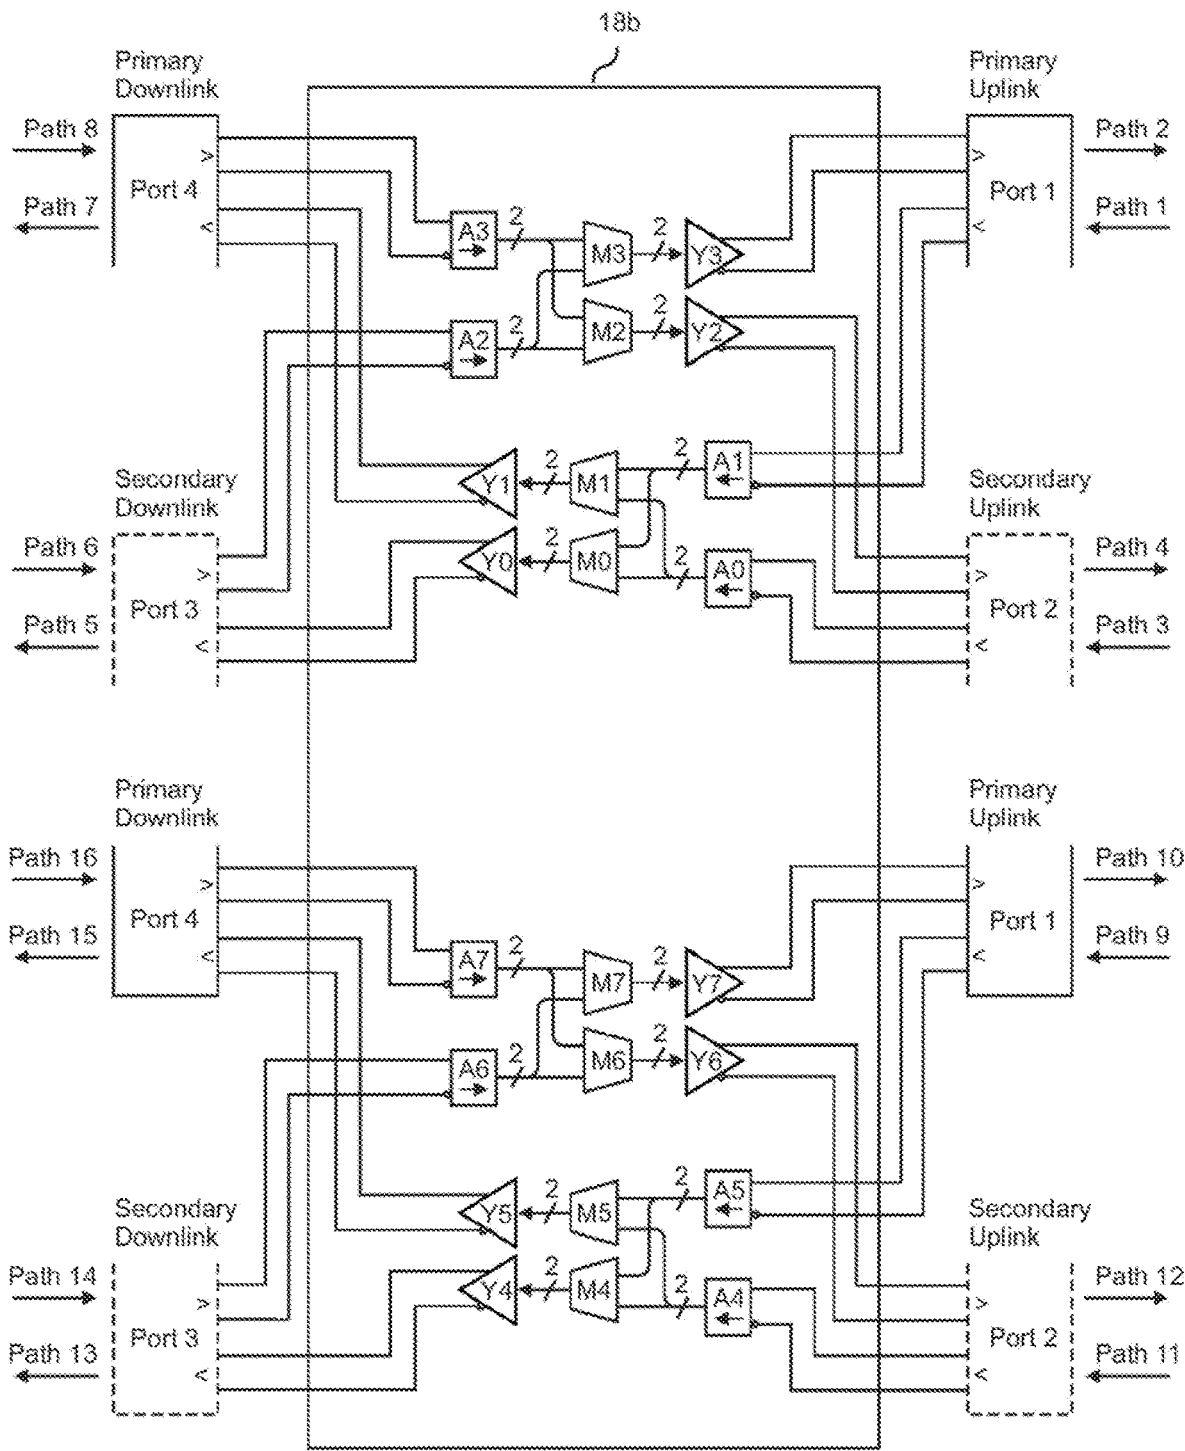 18b
Primary
Downlink
Primary
Uplink
Path 8
Path 2
>
>
Port 4
Port 1
Path 7
Path 1
<
<
A3
2
M3
2
Y3
A2
2
M2
2
Y2
Secondary
Downlink
Y1
2
M1
2
A1
Secondary
Uplink
Path 6
Y0
2
M0
2
A0
Path 4
>
>
Port 3
Port 2
Path 5
Path 3
<
<
Primary
Downlink
Primary
Uplink
Path 16
Path 10
>
>
Port 4
Port 1
Path 15
Path 9
<
<
A7
2
M7
2
Y7
A6
2
M6
2
Y6
Secondary
Downlink
Y5
2
M5
2
A5
Secondary
Uplink
Path 14
Y4
2
M4
2
A4
Path 12
>
>
Port 3
Port 2
Path 13
Path 11
<
<